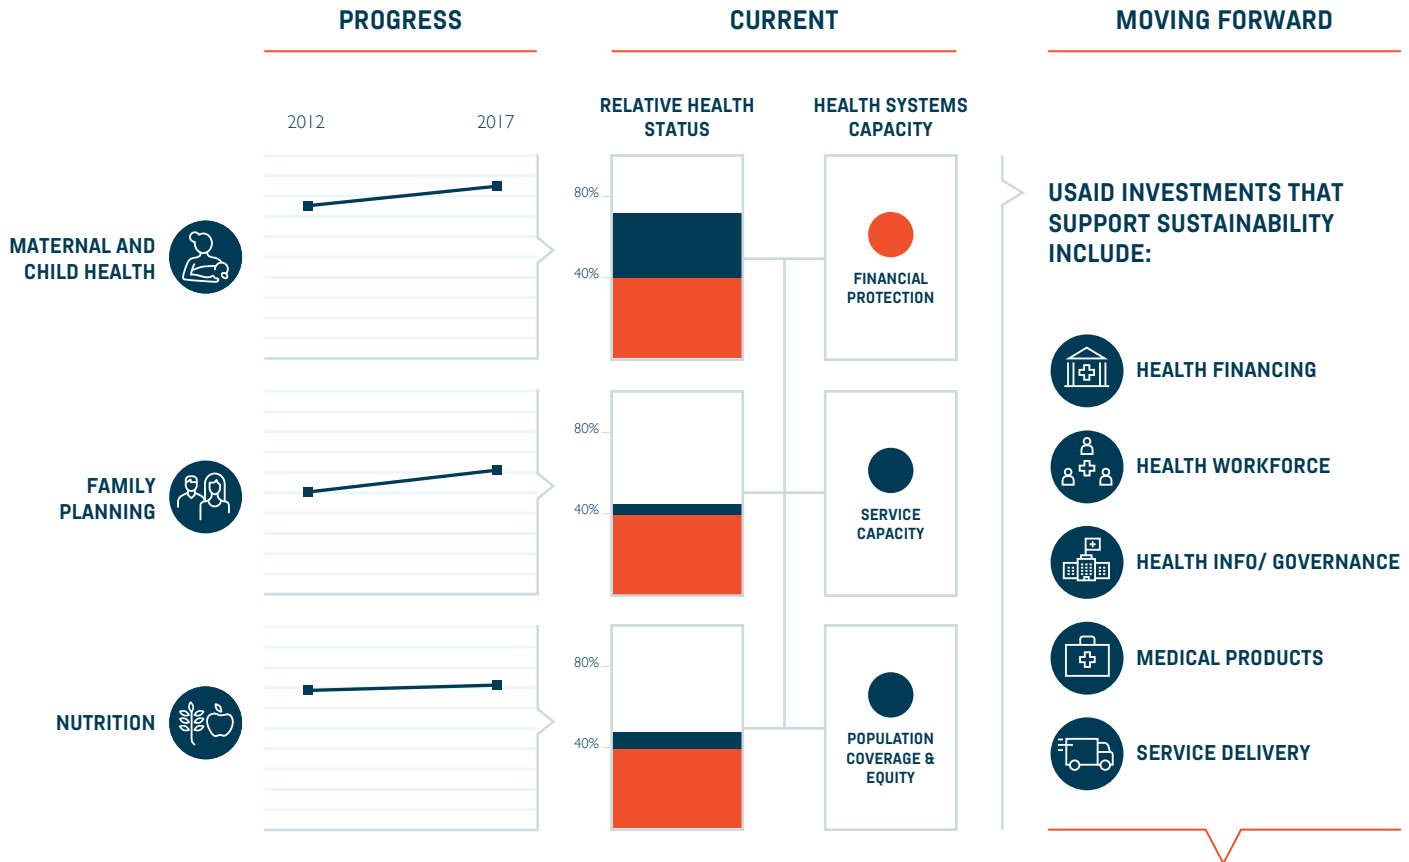 PROGRESS
CURRENT
MOVING FORWARD
2012
2017
RELATIVE HEALTH
STATUS
HEALTH SYSTEMS
CAPACITY
MATERNAL AND
CHILD HEALTH
80%
40%
FINANCIAL
PROTECTION
FAMILY
PLANNING
80%
40%
SERVICE
CAPACITY
NUTRITION
80%
40%
POPULATION
COVERAGE &
EQUITY
USAID INVESTMENTS THAT
SUPPORT SUSTAINABILITY
INCLUDE:
HEALTH FINANCING
HEALTH WORKFORCE
HEALTH INFO/ GOVERNANCE
MEDICAL PRODUCTS
SERVICE DELIVERY